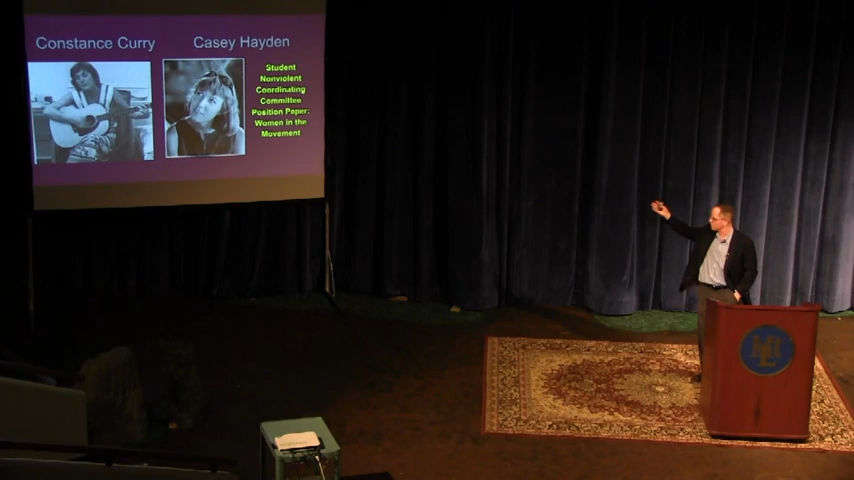 Constance Curry
Casey Hayden
Student
Nonviolent
Coordinating
Committee
Position Paper:
Women in the
Movement